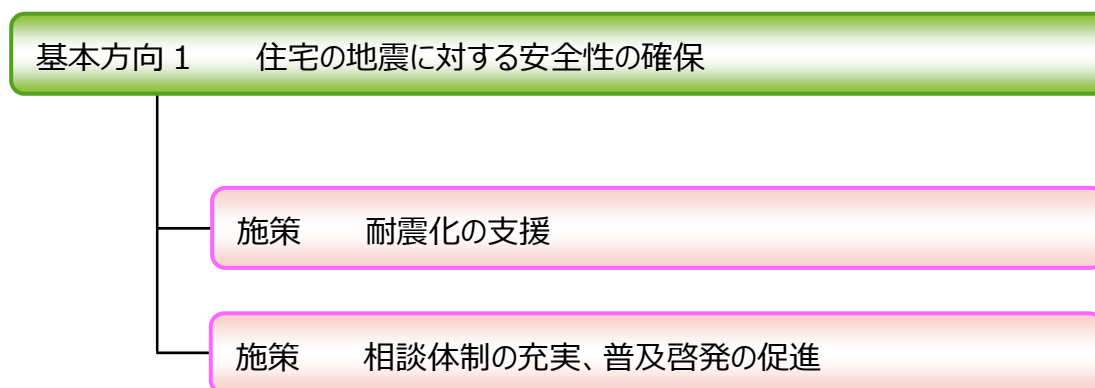 基本方向1 住宅の地震に対する安全性の確保
施策 耐震化の支援
施策 相談体制の充実、普及啓発の促進